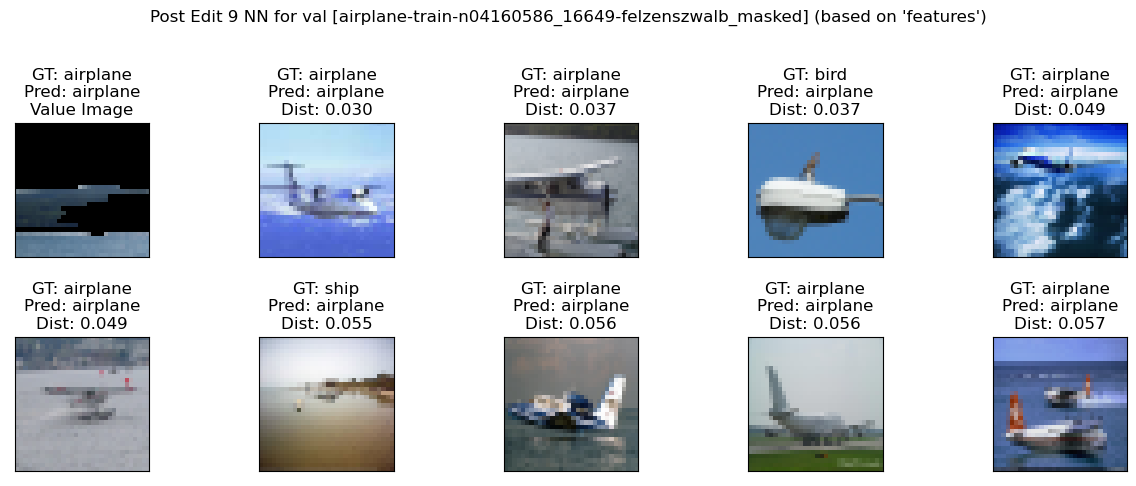 Post Edit 9 NN for val [airplane-train-n04160586_16649-felzenszwalb_masked] (based on 'features')
GT: airplane
Pred: airplane
Value Image
GT: airplane
Pred: airplane
Dist: 0.030
GT: airplane
Pred: airplane
Dist: 0.037
GT: bird
Pred: airplane
Dist: 0.037
GT: airplane
Pred: airplane
Dist: 0.049
GT: airplane
Pred: airplane
Dist: 0.049
GT: ship
Pred: airplane
Dist: 0.055
GT: airplane
Pred: airplane
Dist: 0.056
GT: airplane
Pred: airplane
Dist: 0.056
GT: airplane
Pred: airplane
Dist: 0.057